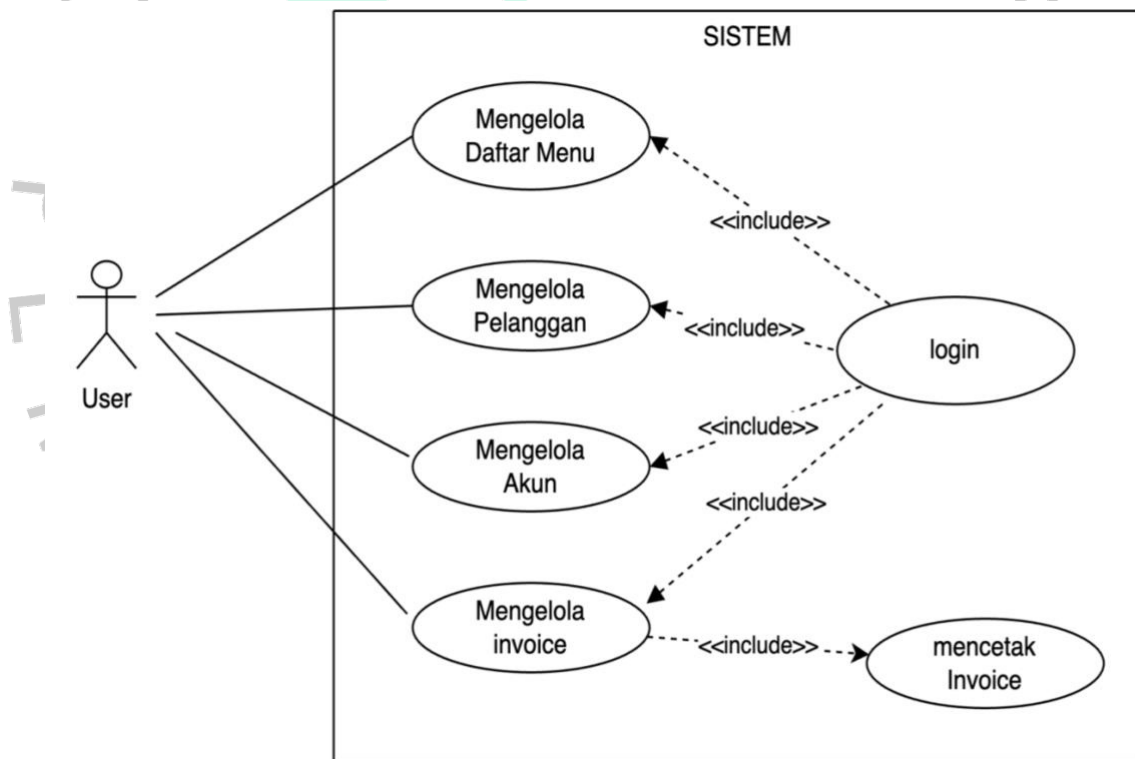 SISTEM
Mengelola
Daftar Menu
<<include>>
Mengelola
Pelanggan
<<include>>
login
User
Mengelola
Akun
<<include>>
<<include>>
Mengelola
invoice
<<include>>
mencetak
Invoice